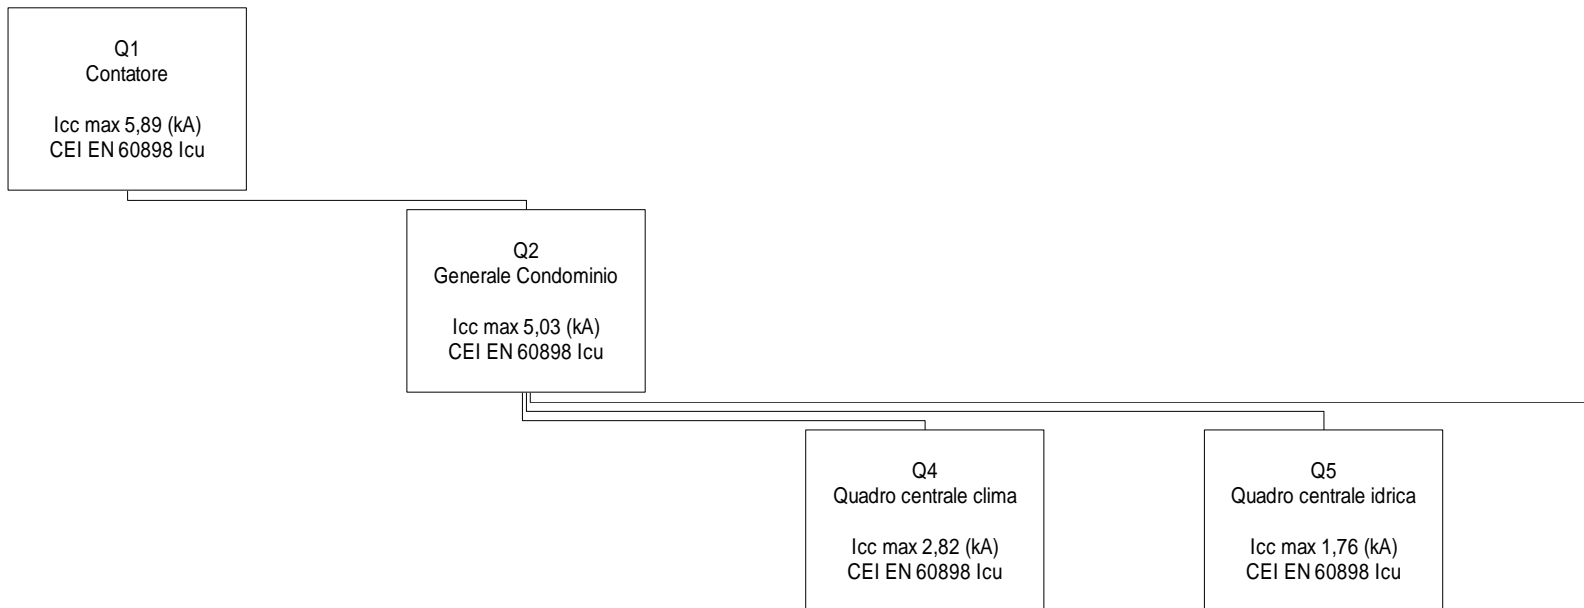 Q1
Contatore
Icc max 5,89 (kA)
CEI EN 60898 Icu
Q2
Generale Condominio
Icc max 5,03 (kA)
CEI EN 60898 Icu
Q4
Quadro centrale clima
Icc max 2,82 (kA)
CEI EN 60898 Icu
Q5
Quadro centrale idrica
Icc max 1,76 (kA)
CEI EN 60898 Icu